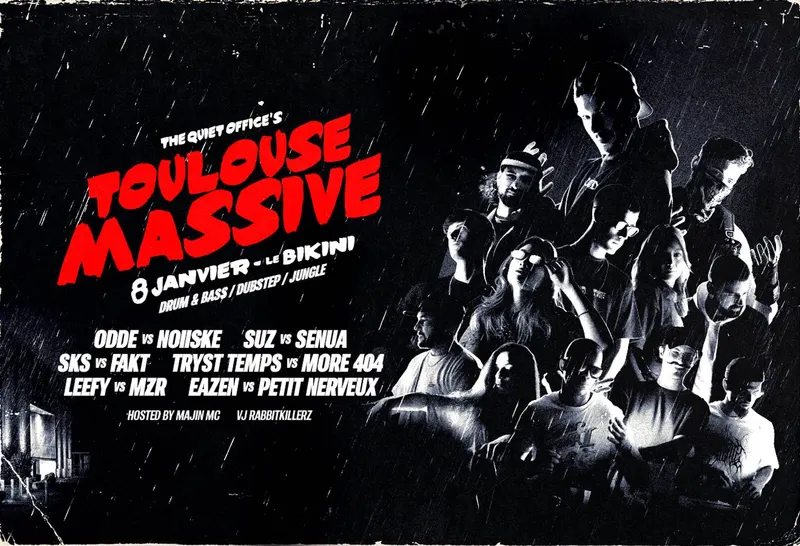 THE QUIET OFFICE'S
TOULOUSE
MASSIVE
8 JANVIER - LE BIKINI
DRUM & BASS / DUBSTEP / JUNGLE
ODDE VS NOIISKE SUZ VS SENUA
SKS VS FAKT TRYST TEMPS VS MORE 404
LEEFY VS MZR EAZEN VS PETIT NERVEUX
HOSTED BY MAJIN MC VJ RABBITKILLERZ